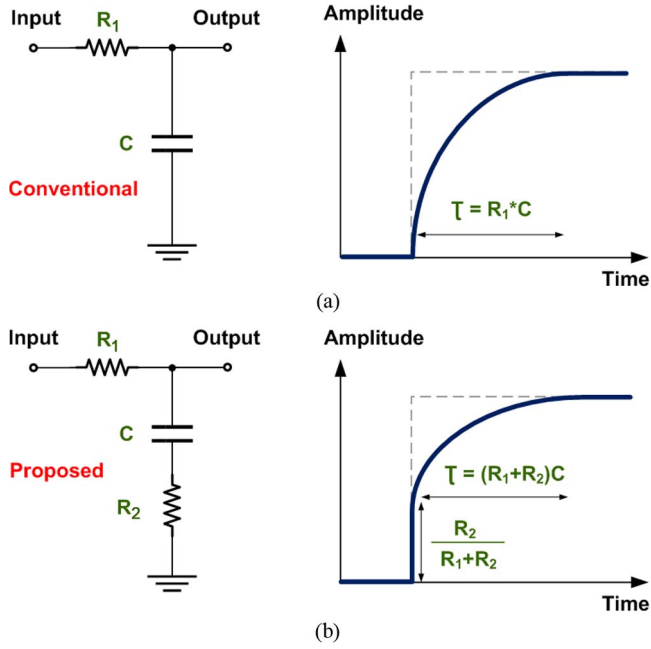 Input R₁ Output
Amplitude
C
Conventional
τ = R₁*C
Time
(a)
Input R₁ Output
Amplitude
C
Proposed
R₂
τ = (R₁+R₂)C
R₂
R₁+R₂
Time
(b)